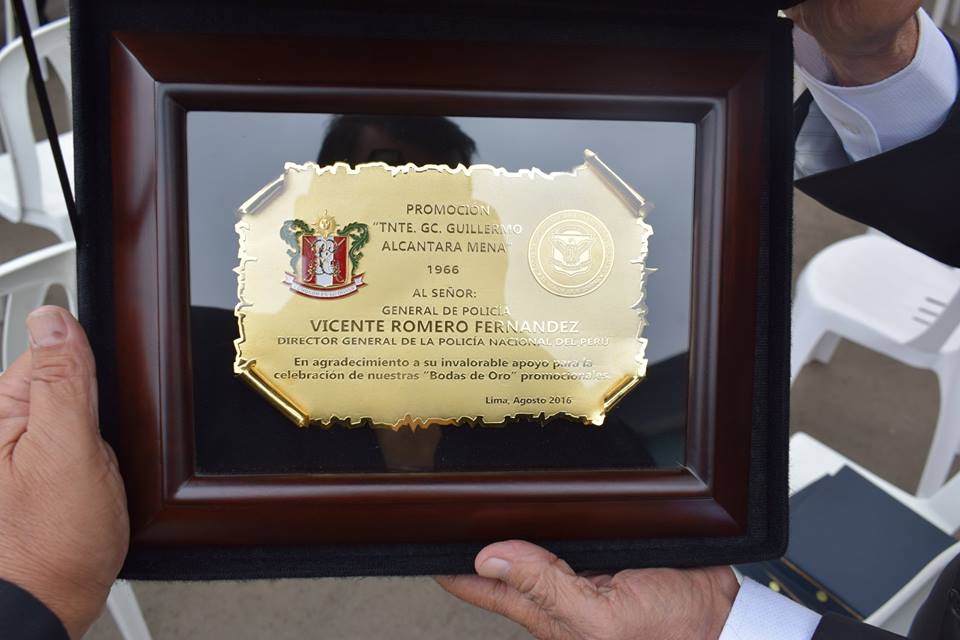 PROMOCIÓN
"TNTE. GC. GUILLERMO
ALCANTARA MENA"
1966
AL SEÑOR:
GENERAL DE POLICÍA
VICENTE ROMERO FERNANDEZ
DIRECTOR GENERAL DE LA POLICÍA NACIONAL DEL PERÚ
En agradecimiento a su invalorable apoyo para la
celebración de nuestras "Bodas de Oro" promocionales.
Lima, Agosto 2016